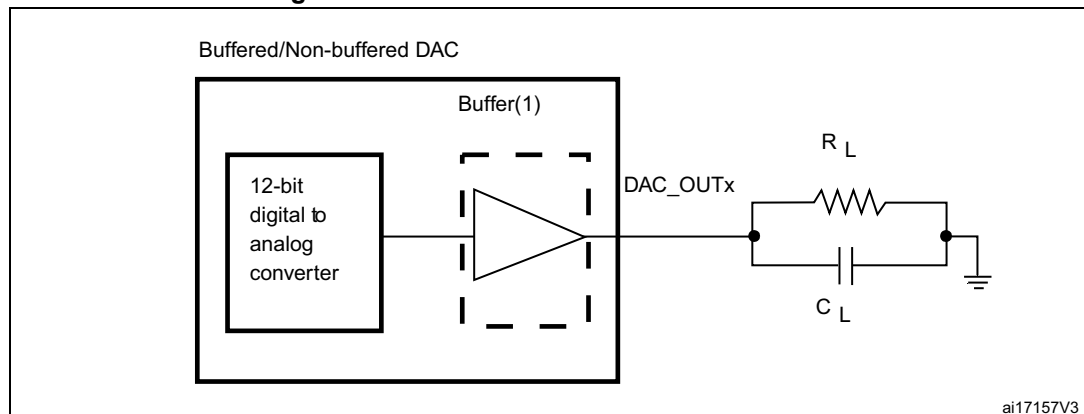 Buffered/Non-buffered DAC
Buffer(1)
12-bit
digital to
analog
converter
DAC_OUTx
R L
C L
ai17157V3